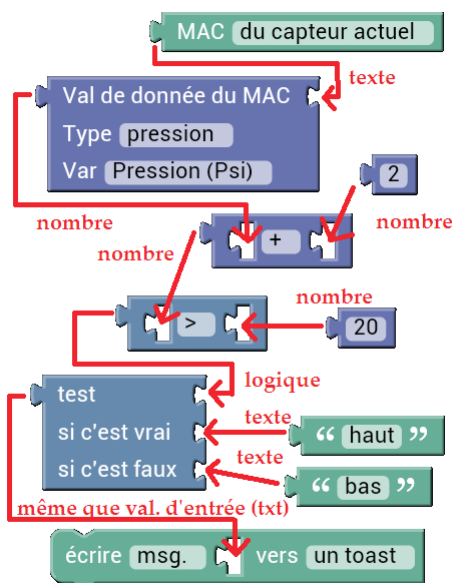 MAC du capteur actuel
texte
Val de donnée du MAC
Type pression
Var Pression (Psi)
2
nombre
nombre
+
nombre
nombre
>
20
logique
test
texte
si c'est vrai
“ haut ”
texte
si c'est faux
“ bas ”
même que val. d'entrée (txt)
écrire msg. vers un toast